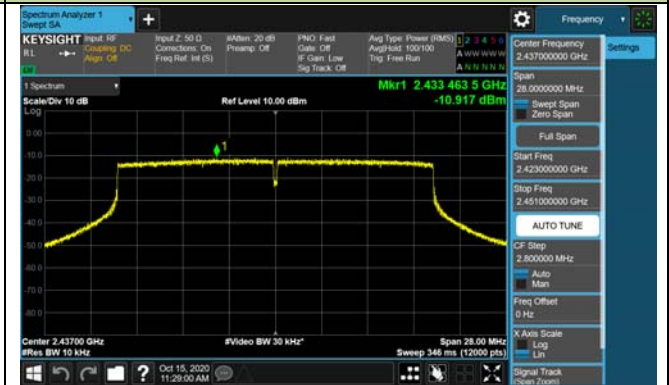 Spectrum Analyzer 1
Swept SA
+
Frequency
KEYSIGHT
RL
Input: RF
Coupling: DC
Align: Off
Input Z: 50 Ω
Corrections: On
Freq Ref: Int (S)
#Atten: 20 dB
Preamp: Off
PNO: Fast
Gate: Off
IF Gain: Low
Sig Track: Off
Avg Type: Power (RMS)
Avg|Hold: 100/100
Trig: Free Run
1 2 3 4 5 6
A W W W W W
A N N N N N
1 Spectrum
Scale/Div 10 dB
Log
Ref Level 10.00 dBm
Mkr1 2.433 463 5 GHz
-10.917 dBm
1
0.00
-10.0
-20.0
-30.0
-40.0
-50.0
-60.0
-70.0
-80.0
Center 2.43700 GHz
#Res BW 10 kHz
#Video BW 30 kHz*
Span 28.00 MHz
Sweep 346 ms (12000 pts)
Oct 15, 2020
11:29:00 AM
Settings
Center Frequency
2.437000000 GHz
Span
28.0000000 MHz
Swept Span
Zero Span
Full Span
Start Freq
2.423000000 GHz
Stop Freq
2.451000000 GHz
AUTO TUNE
CF Step
2.800000 MHz
Auto
Man
Freq Offset
0 Hz
X Axis Scale
Log
Lin
Signal Track
(Span Zoom)